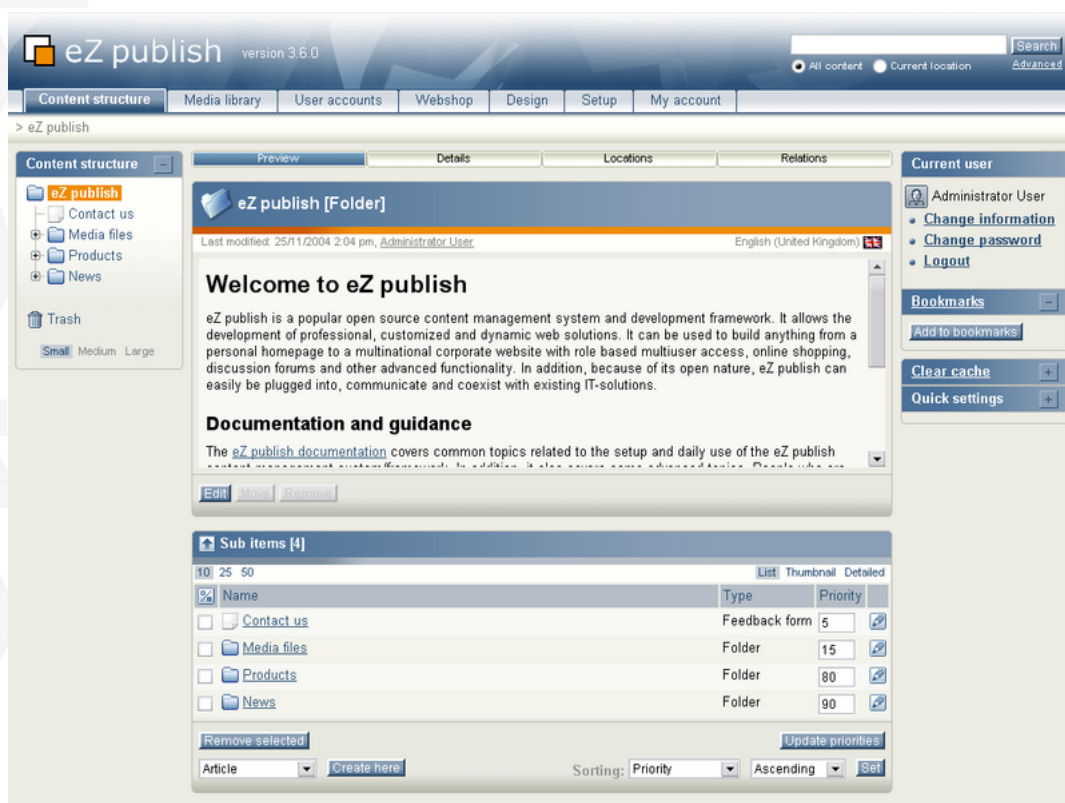 eZ publish version 3.6.0
Search
All content Current location Advanced
Content structure Media library User accounts Webshop Design Setup My account
> eZ publish
Content structure
eZ publish
Contact us
Media files
Products
News
Trash
Small Medium Large
Preview Details Locations Relations
eZ publish [Folder]
Last modified: 25/11/2004 2:04 pm, Administrator User English (United Kingdom)
Welcome to eZ publish
eZ publish is a popular open source content management system and development framework. It allows the
development of professional, customized and dynamic web solutions. It can be used to build anything from a
personal homepage to a multinational corporate website with role based multiuser access, online shopping,
discussion forums and other advanced functionality. In addition, because of its open nature, eZ publish can
easily be plugged into, communicate and coexist with existing IT-solutions.
Documentation and guidance
The eZ publish documentation covers common topics related to the setup and daily use of the eZ publish
Edit Move Remove
Sub items [4]
10 25 50 List Thumbnail Detailed
Name Type Priority
Contact us Feedback form 5
Media files Folder 15
Products Folder 80
News Folder 90
Remove selected Update priorities
Article Create here Sorting: Priority Ascending Set
Current user
Administrator User
Change information
Change password
Logout
Bookmarks
Add to bookmarks
Clear cache
Quick settings